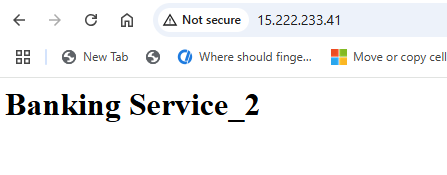 Not secure 15.222.233.41
New Tab Where should finge... Move or copy cell
Banking Service_2